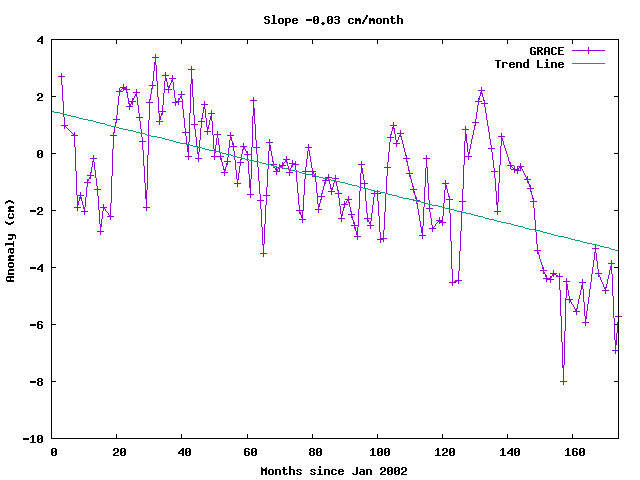 Slope -0.03 cm/month
GRACE
Trend Line
4
2
0
-2
-4
-6
-8
-10
Anomaly (cm)
0 20 40 60 80 100 120 140 160
Months since Jan 2002